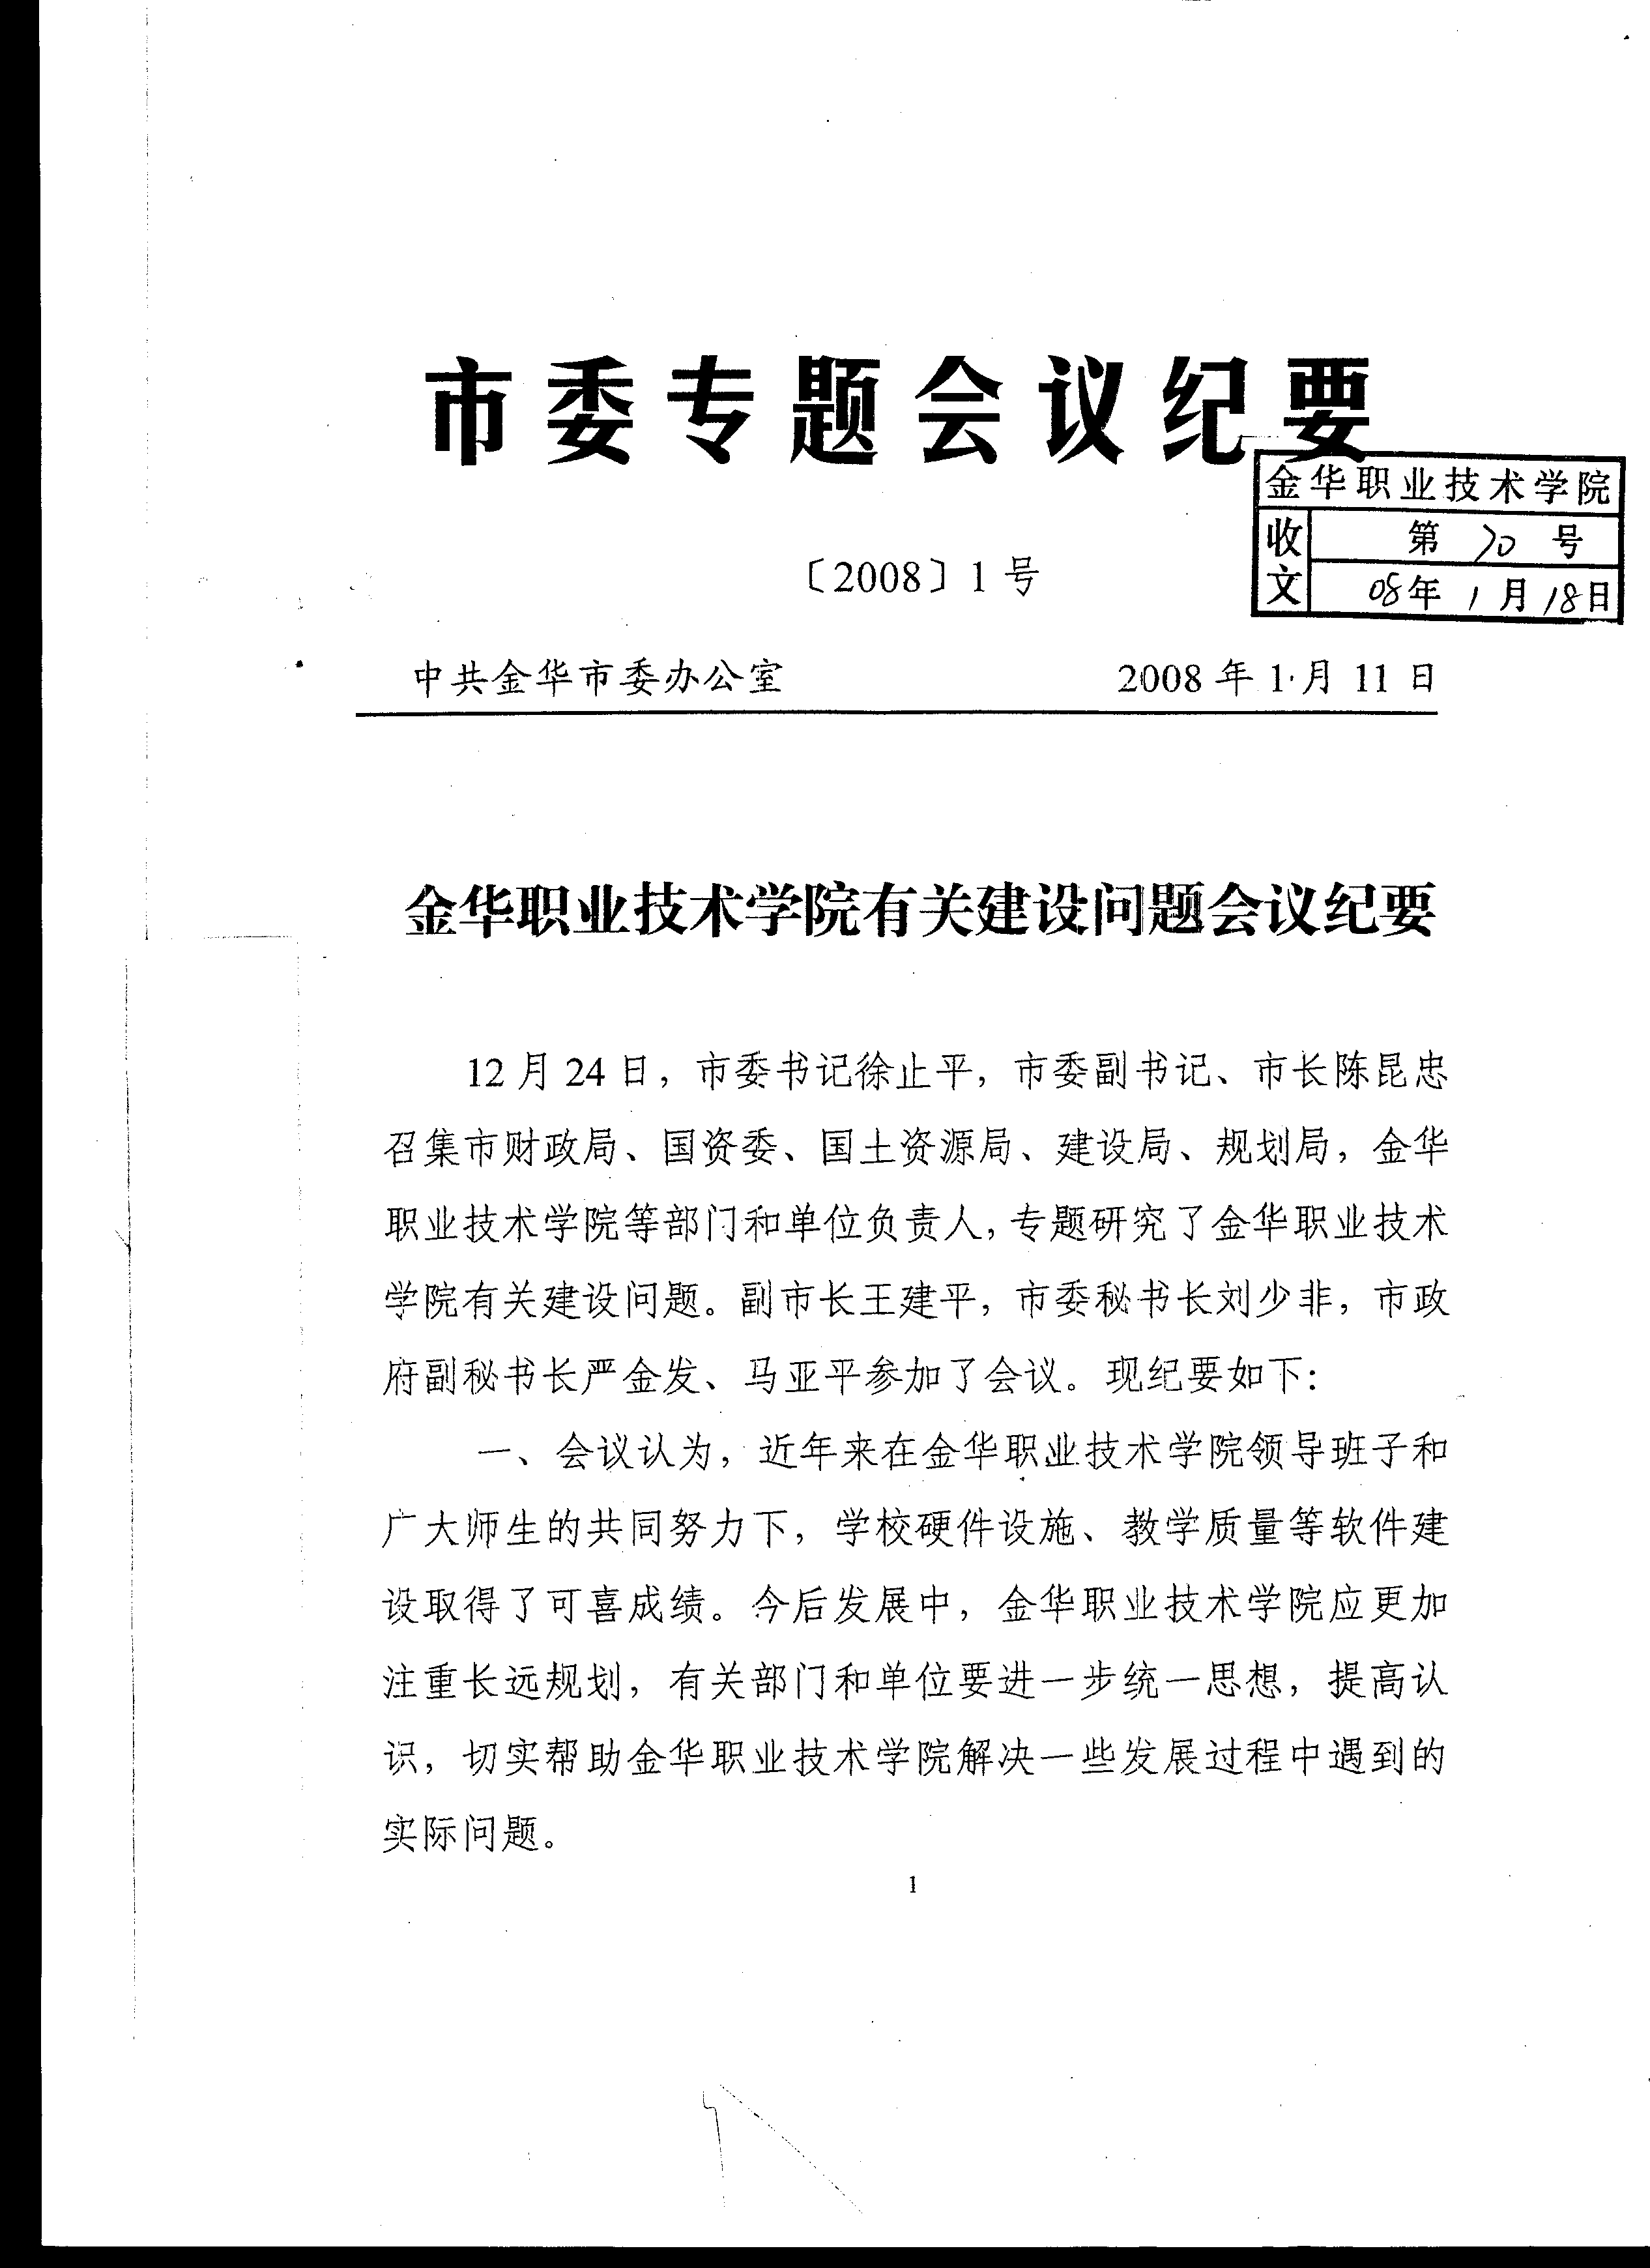 市委专题会议纪要
金华职业技术学院
收文
第 20 号
08年 1 月 18日
〔2008〕1 号
中共金华市委办公室 2008 年 1 月 11 日
金华职业技术学院有关建设问题会议纪要
12 月 24 日，市委书记徐止平，市委副书记、市长陈昆忠
召集市财政局、国资委、国土资源局、建设局、规划局，金华
职业技术学院等部门和单位负责人，专题研究了金华职业技术
学院有关建设问题。副市长王建平，市委秘书长刘少非，市政
府副秘书长严金发、马亚平参加了会议。现纪要如下：
一、会议认为，近年来在金华职业技术学院领导班子和
广大师生的共同努力下，学校硬件设施、教学质量等软件建
设取得了可喜成绩。今后发展中，金华职业技术学院应更加
注重长远规划，有关部门和单位要进一步统一思想，提高认
识，切实帮助金华职业技术学院解决一些发展过程中遇到的
实际问题。
1